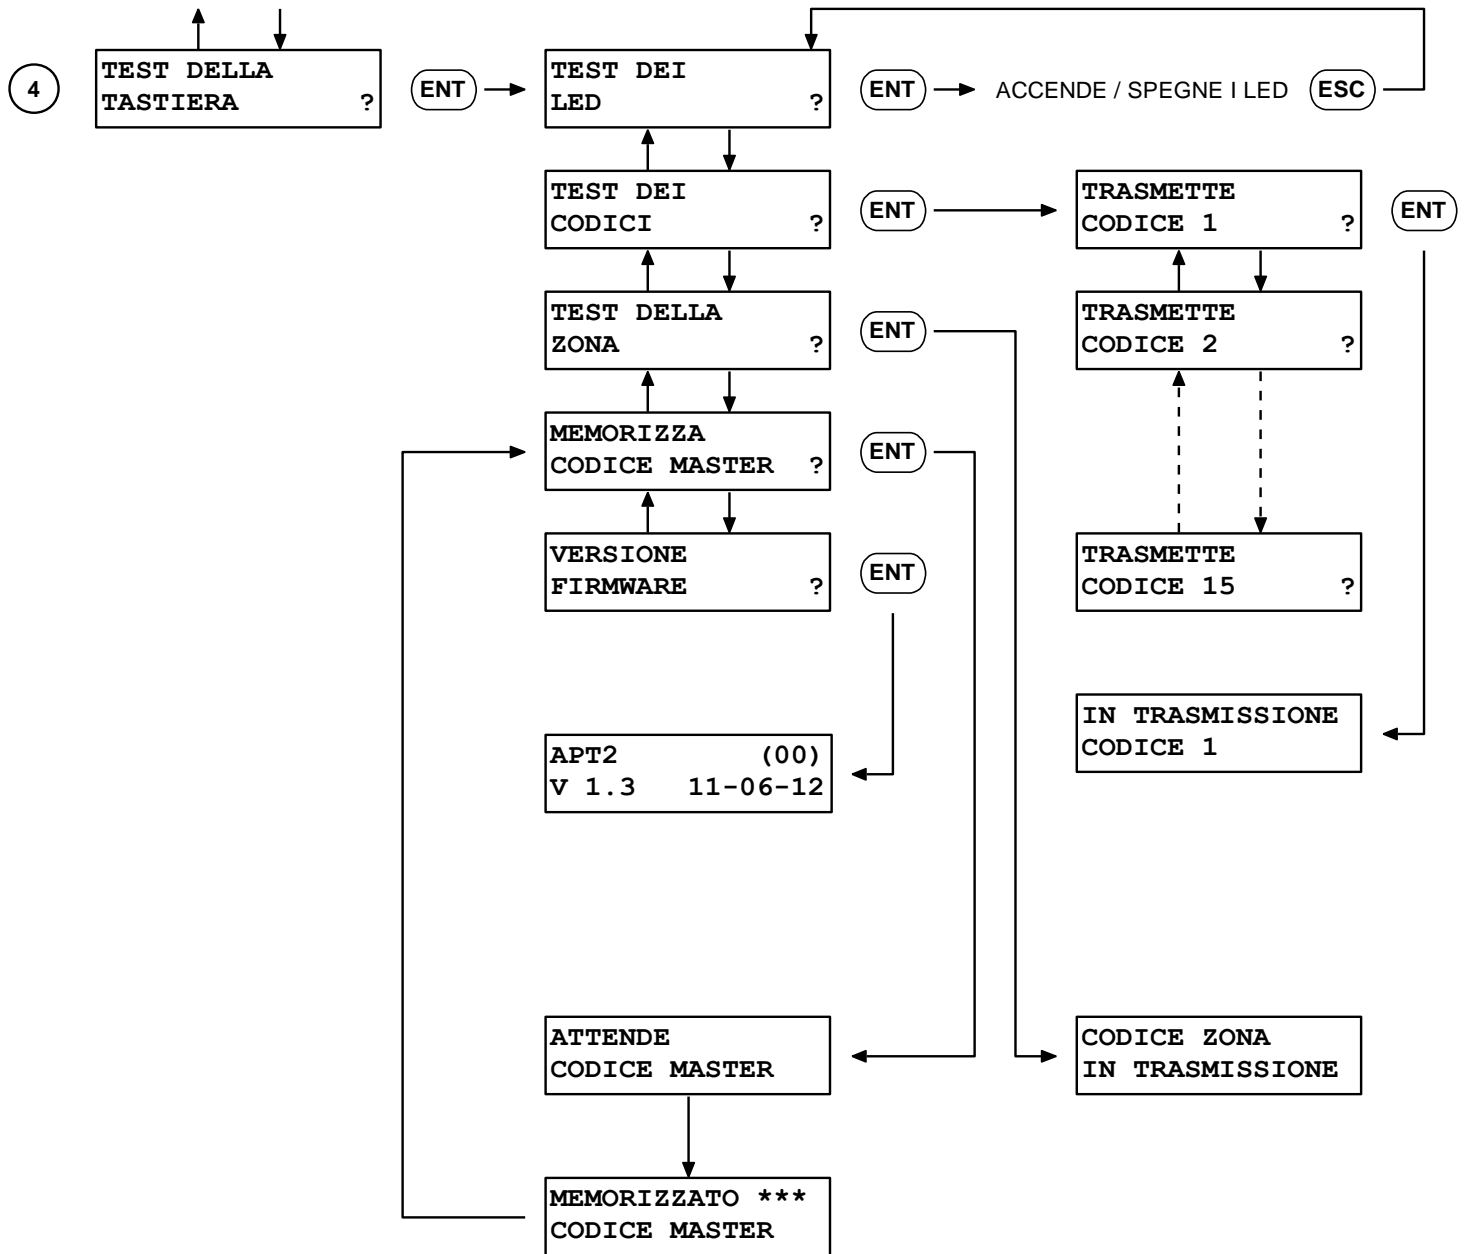 4
TEST DELLA
TASTIERA ?
ENT
TEST DEI
LED ?
ENT
ACCENDE / SPEGNE I LED
ESC
TEST DEI
CODICI ?
ENT
TRASMETTE
CODICE 1 ?
ENT
TEST DELLA
ZONA ?
ENT
TRASMETTE
CODICE 2 ?
MEMORIZZA
CODICE MASTER ?
ENT
VERSIONE
FIRMWARE ?
ENT
TRASMETTE
CODICE 15 ?
IN TRASMISSIONE
CODICE 1
APT2 (00)
V 1.3 11-06-12
ATTENDE
CODICE MASTER
CODICE ZONA
IN TRASMISSIONE
MEMORIZZATO ***
CODICE MASTER